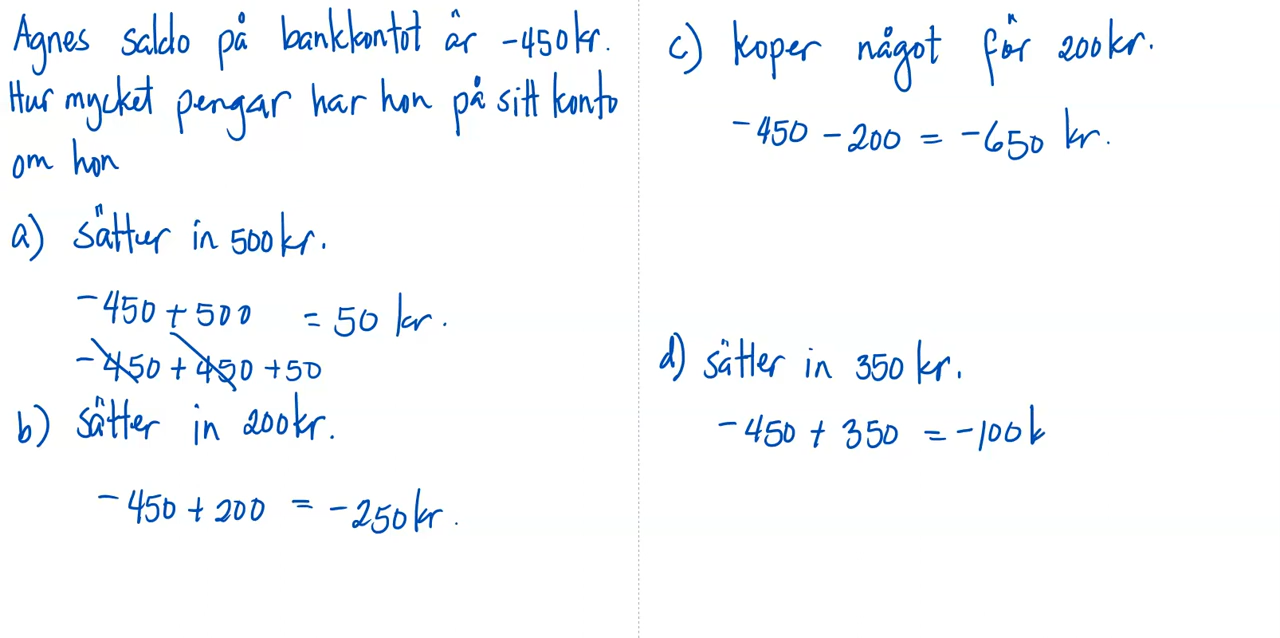 Agnes saldo på bankkontot är -450kr.
Hur mycket pengar har hon på sitt konto
om hon
a) sätter in 500kr.
-450 + 500 = 50 kr.
-450 + 450 + 50
b) sätter in 200kr.
-450 + 200 = -250kr.
c) koper något för 200kr.
-450 - 200 = -650 kr.
d) sätter in 350 kr.
-450 + 350 = -100k